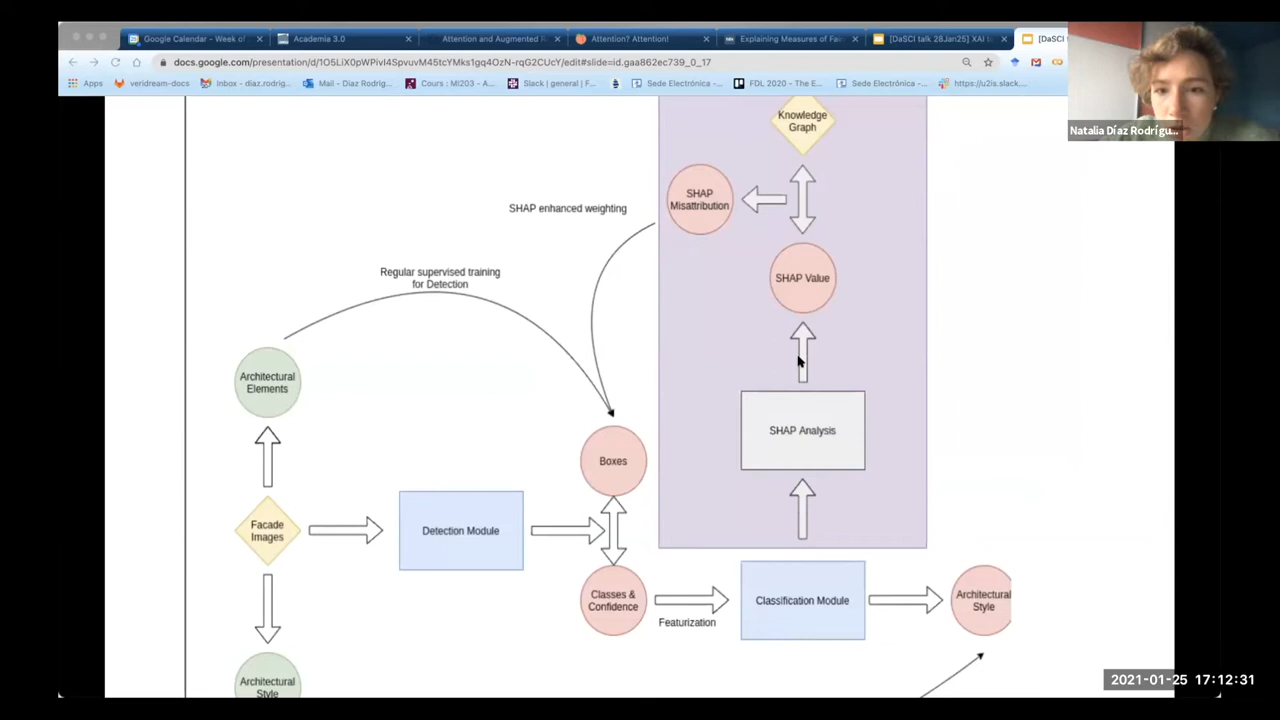 Google Calendar - Week of
Academia 3.0
Attention and Augmented R
Attention? Attention!
Explaining Measures of Fai
[DaSCI talk 28Jan25] XAI t
[DaSCI t
docs.google.com/presentation/d/1O5LiX0pWPivI4SpvuvM45tcYMks1gq4OzN-rqG2CUcY/edit#slide=id.gaa862ec739_0_17
Apps
veridream-docs
Inbox - diaz.rodrig...
Mail - Diaz Rodrig...
Cours : MI203 - A...
Slack | general | F...
Sede Electrónica -...
FDL 2020 - The E...
Sede Electrónica -...
https://u2is.slack....
Natalia Díaz Rodrígu...
Knowledge
Graph
SHAP
Misattribution
SHAP enhanced weighting
Regular supervised training
for Detection
SHAP Value
Architectural
Elements
SHAP Analysis
Boxes
Facade
Images
Detection Module
Classes &
Confidence
Featurization
Classification Module
Architectural
Style
Architectural
Style
2021-01-25 17:12:31